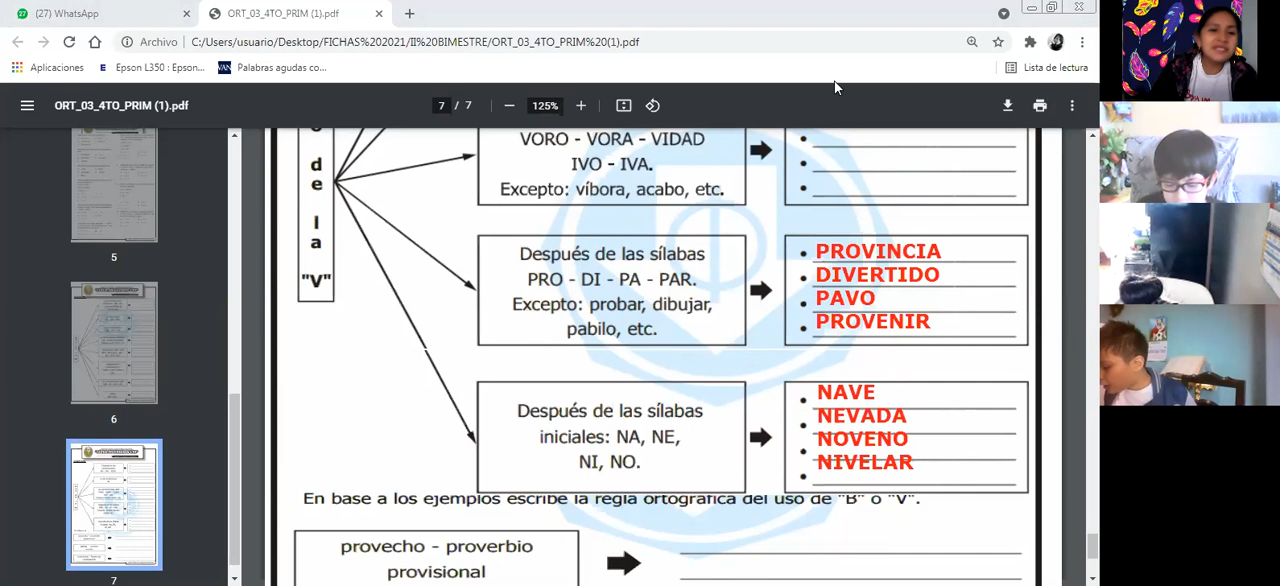 (27) WhatsApp
ORT_03_4TO_PRIM (1).pdf
Archivo
C:/Users/usuario/Desktop/FICHAS%202021/II%20BIMESTRE/ORT_03_4TO_PRIM%20(1).pdf
Aplicaciones
Epson L350 : Epson...
Palabras agudas co...
Lista de lectura
ORT_03_4TO_PRIM (1).pdf
7 / 7
125%
5
6
7
d
e
l
a
"V"
VORO - VORA - VIDAD
IVO - IVA.
Excepto: víbora, acabo, etc.
Después de las sílabas
PRO - DI - PA - PAR.
Excepto: probar, dibujar,
pabilo, etc.
PROVINCIA
DIVERTIDO
PAVO
PROVENIR
Después de las sílabas
iniciales: NA, NE,
NI, NO.
NAVE
NEVADA
NOVENO
NIVELAR
En base a los ejemplos escribe la regla ortográfica del uso de "B" o "V".
provecho - proverbio
provisional